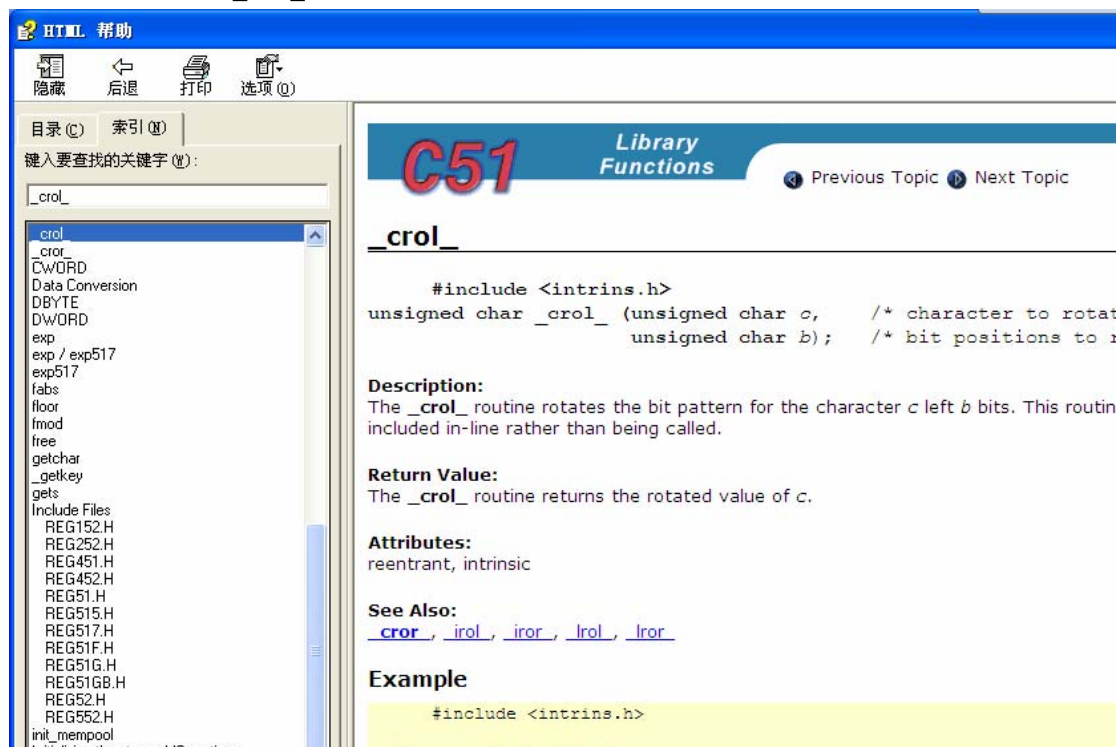 HTML 帮助
隐藏 后退 打印 选项(O)
目录(C) 索引(N)
键入要查找的关键字(W):
_crol_
_crol_
_cror_
CWORD
Data Conversion
DBYTE
DWORD
exp
exp / exp517
exp517
fabs
floor
fmod
free
getchar
_getkey
gets
Include Files
REG152.H
REG252.H
REG451.H
REG452.H
REG51.H
REG515.H
REG517.H
REG51F.H
REG51G.H
REG51GB.H
REG52.H
REG552.H
init_mempool
C51
Library
Functions
Previous Topic Next Topic
_crol_
#include <intrins.h>
unsigned char _crol_ (unsigned char c, /* character to rotat
unsigned char b); /* bit positions to r
Description:
The _crol_ routine rotates the bit pattern for the character c left b bits. This routin
included in-line rather than being called.
Return Value:
The _crol_ routine returns the rotated value of c.
Attributes:
reentrant, intrinsic
See Also:
_cror_, _irol_, _iror_, _lrol_, _lror_
Example
#include <intrins.h>